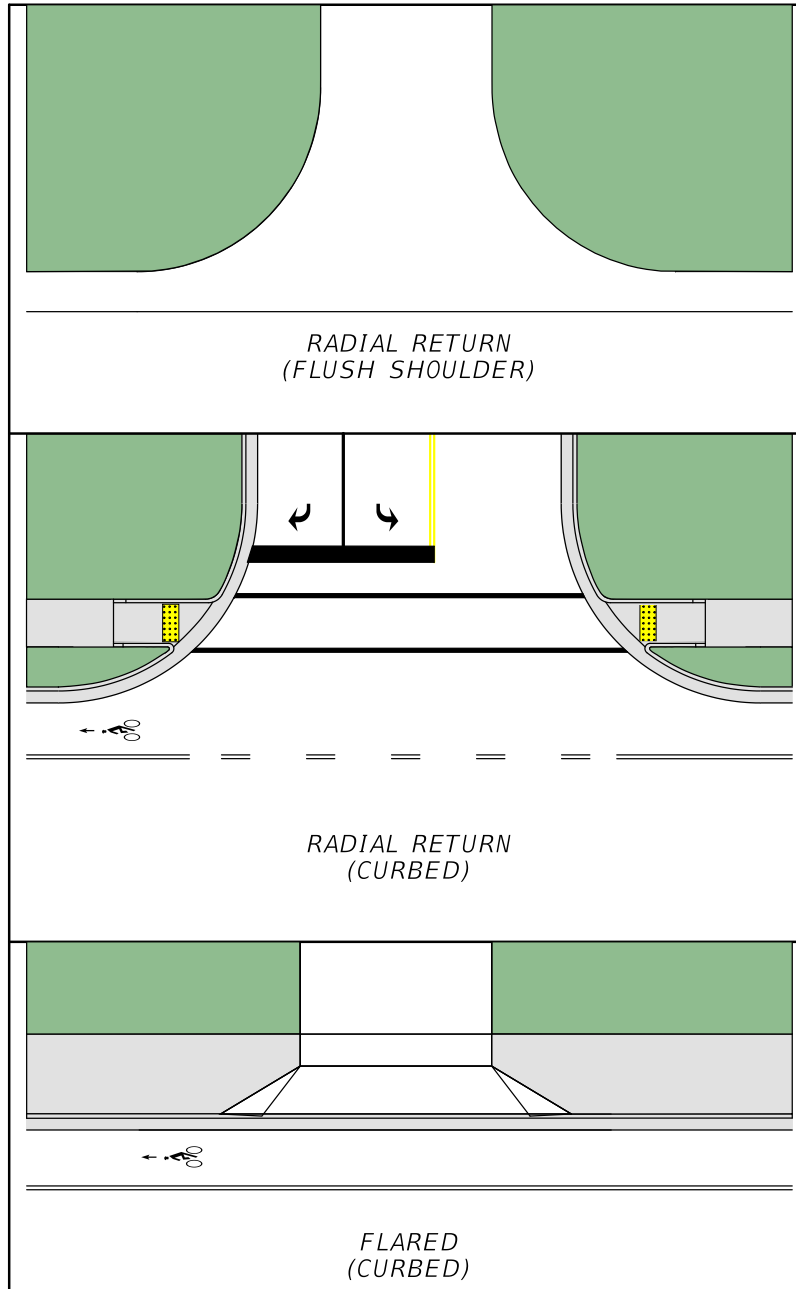 RADIAL RETURN
(FLUSH SHOULDER)
RADIAL RETURN
(CURBED)
FLARED
(CURBED)